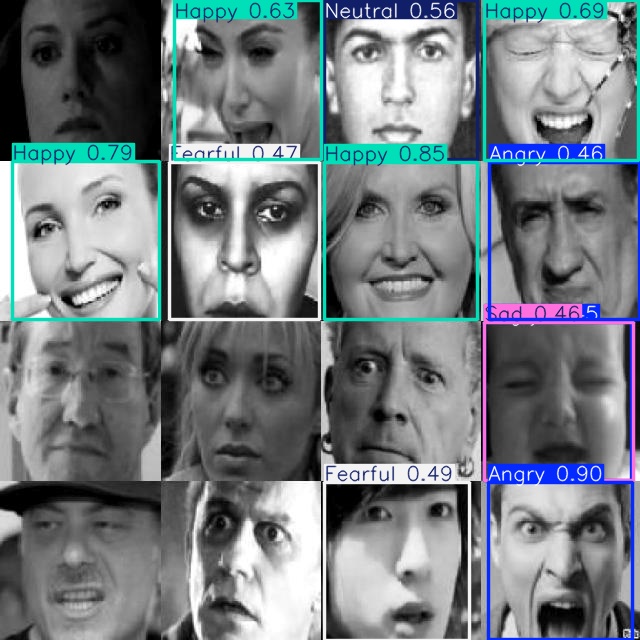 Happy 0.63
Neutral 0.56
Happy 0.69
Happy 0.79
Fearful 0.47
Happy 0.85
Angry 0.46
Sad 0.46
Fearful 0.49
Angry 0.90